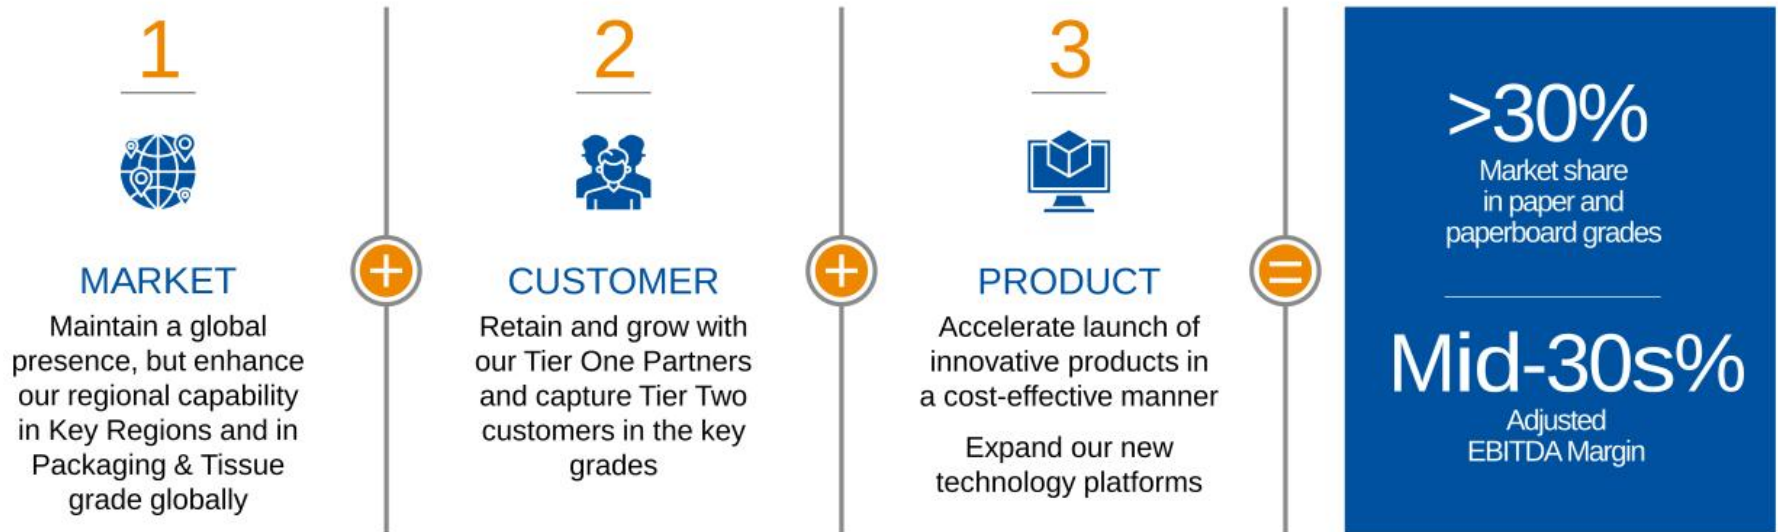 1
MARKET
Maintain a global
presence, but enhance
our regional capability
in Key Regions and in
Packaging & Tissue
grade globally
+
2
CUSTOMER
Retain and grow with
our Tier One Partners
and capture Tier Two
customers in the key
grades
+
3
PRODUCT
Accelerate launch of
innovative products in
a cost-effective manner
Expand our new
technology platforms
=
>30%
Market share
in paper and
paperboard grades
Mid-30s%
Adjusted
EBITDA Margin